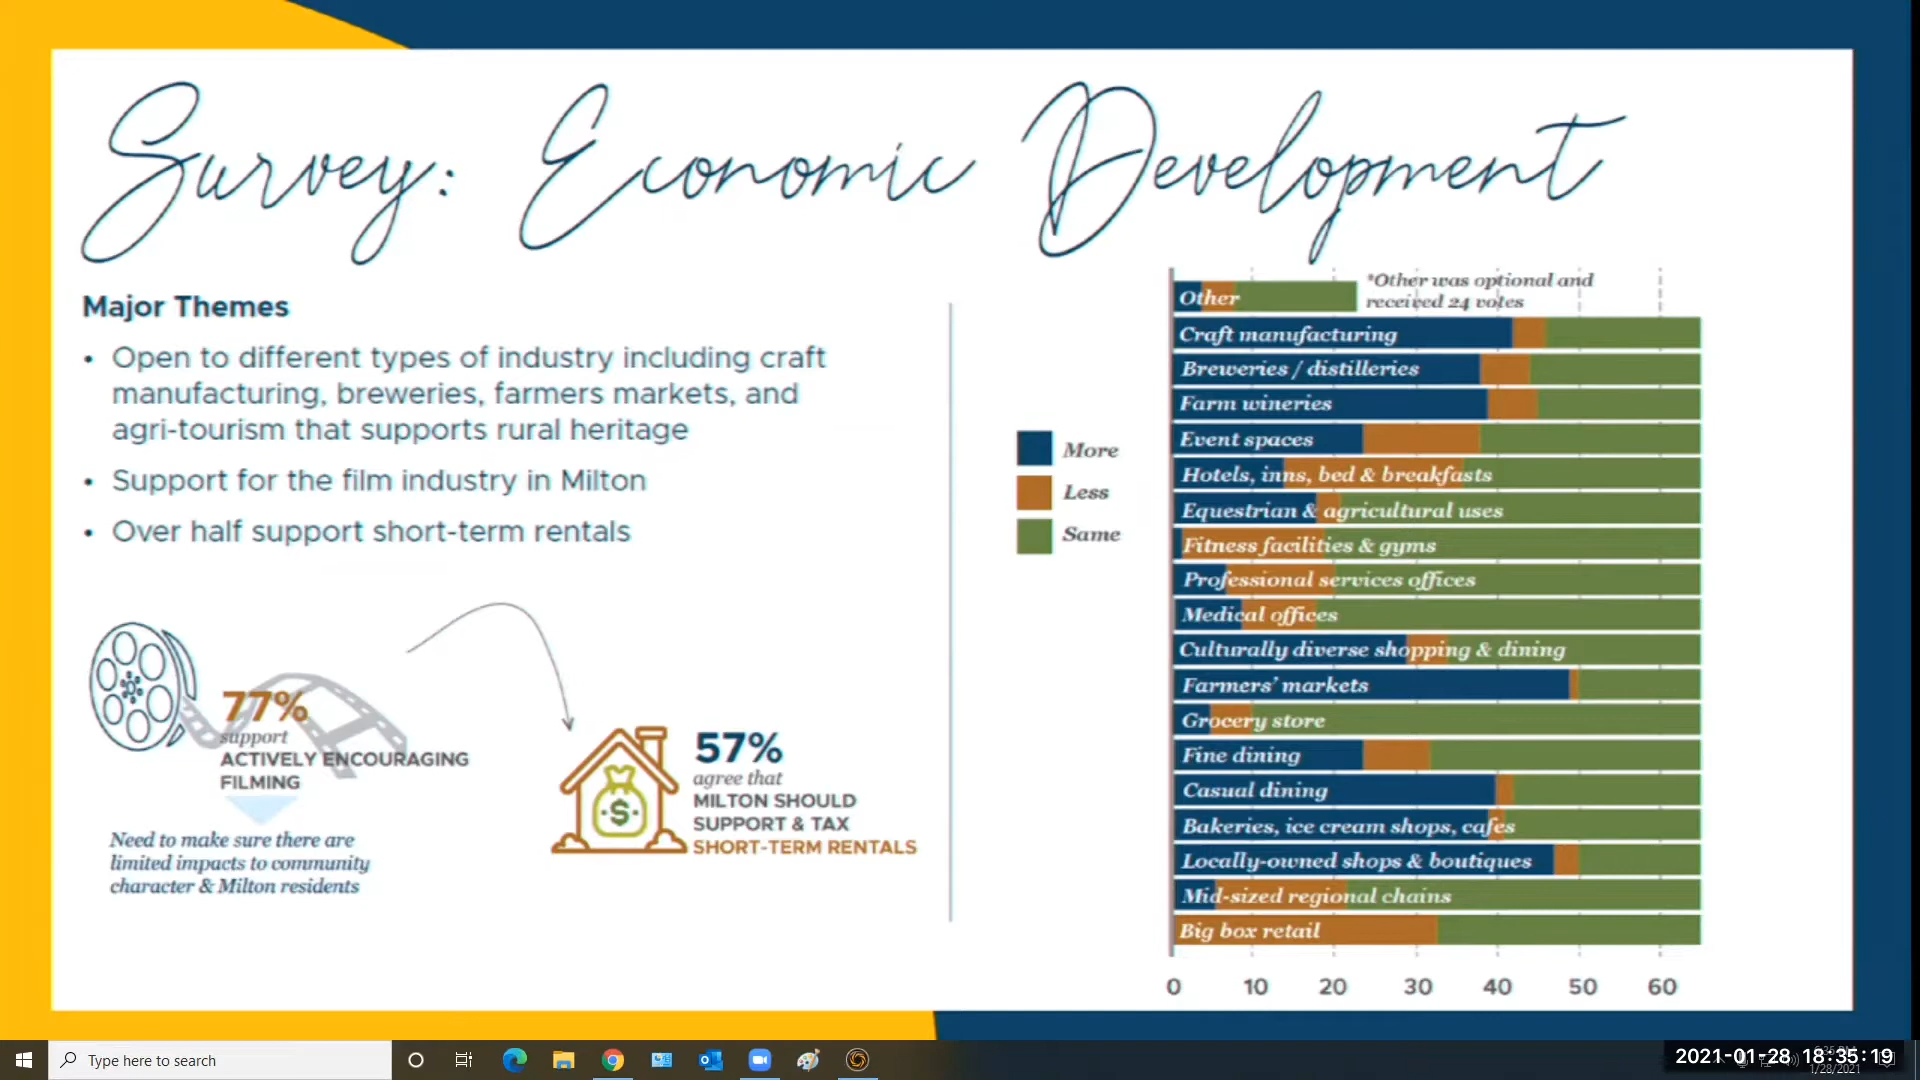 Survey: Economic Development
Major Themes
• Open to different types of industry including craft
manufacturing, breweries, farmers markets, and
agri-tourism that supports rural heritage
• Support for the film industry in Milton
• Over half support short-term rentals
77%
support
ACTIVELY ENCOURAGING
FILMING
Need to make sure there are
limited impacts to community
character & Milton residents
$
57%
agree that
MILTON SHOULD
SUPPORT & TAX
SHORT-TERM RENTALS
More
Less
Same
*Other was optional and
received 24 votes
Other
Craft manufacturing
Breweries / distilleries
Farm wineries
Event spaces
Hotels, inns, bed & breakfasts
Equestrian & agricultural uses
Fitness facilities & gyms
Professional services offices
Medical offices
Culturally diverse shopping & dining
Farmers' markets
Grocery store
Fine dining
Casual dining
Bakeries, ice cream shops, cafes
Locally-owned shops & boutiques
Mid-sized regional chains
Big box retail
0 10 20 30 40 50 60
Type here to search
2021-01-28 18:35:19
1/28/2021